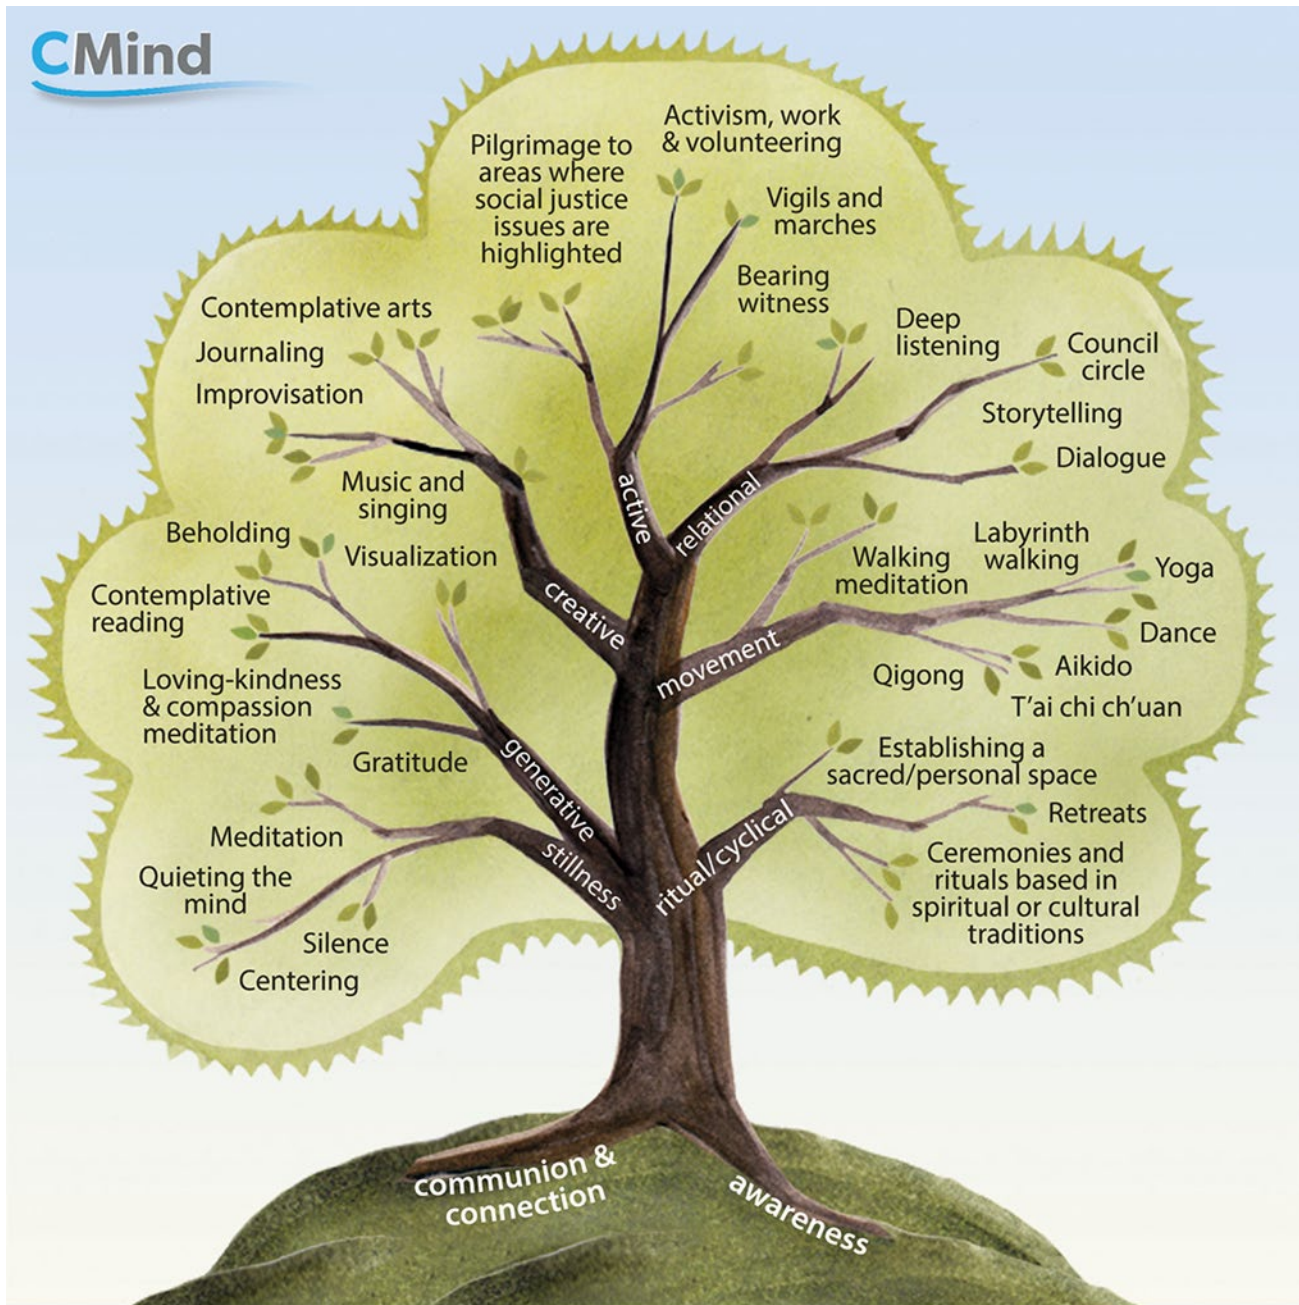 CMind
Activism, work
& volunteering
Pilgrimage to
areas where
social justice
issues are
highlighted
Vigils and
marches
Bearing
witness
Deep
listening
Council
circle
Storytelling
Dialogue
Contemplative arts
Journaling
Improvisation
Music and
singing
active
relational
Beholding
Visualization
Contemplative
reading
Loving-kindness
& compassion
meditation
Gratitude
creative
generative
Labyrinth
walking
Walking
meditation
Yoga
Dance
Aikido
Qigong
T'ai chi ch'uan
movement
Meditation
Quieting the
mind
Silence
Centering
stillness
Establishing a
sacred/personal space
Retreats
Ceremonies and
rituals based in
spiritual or cultural
traditions
ritual/cyclical
communion &
connection
awareness